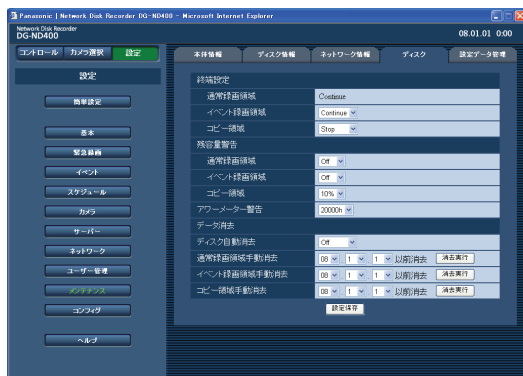 Panasonic | Network Disk Recorder DG-ND400 - Microsoft Internet Explorer
Network Disk Recorder
DG-ND400
08.01.01 0:00
コントロール カメラ選択 設定
本体情報 ディスク情報 ネットワーク情報 ディスク 設定データ管理
設定
簡単設定
基本
緊急録画
イベント
スケジュール
カメラ
サーバー
ネットワーク
ユーザー管理
メンテナンス
コンフィグ
ヘルプ
終端設定
通常録画領域 Continue
イベント録画領域 Continue
コピー領域 Stop
残容量警告
通常録画領域 Off
イベント録画領域 Off
コピー領域 10%
アワーメーター警告 20000h
データ消去
ディスク自動消去 Off
通常録画領域手動消去 08 . 1 . 1 以前消去 消去実行
イベント録画領域手動消去 08 . 1 . 1 以前消去 消去実行
コピー領域手動消去 08 . 1 . 1 以前消去 消去実行
設定保存